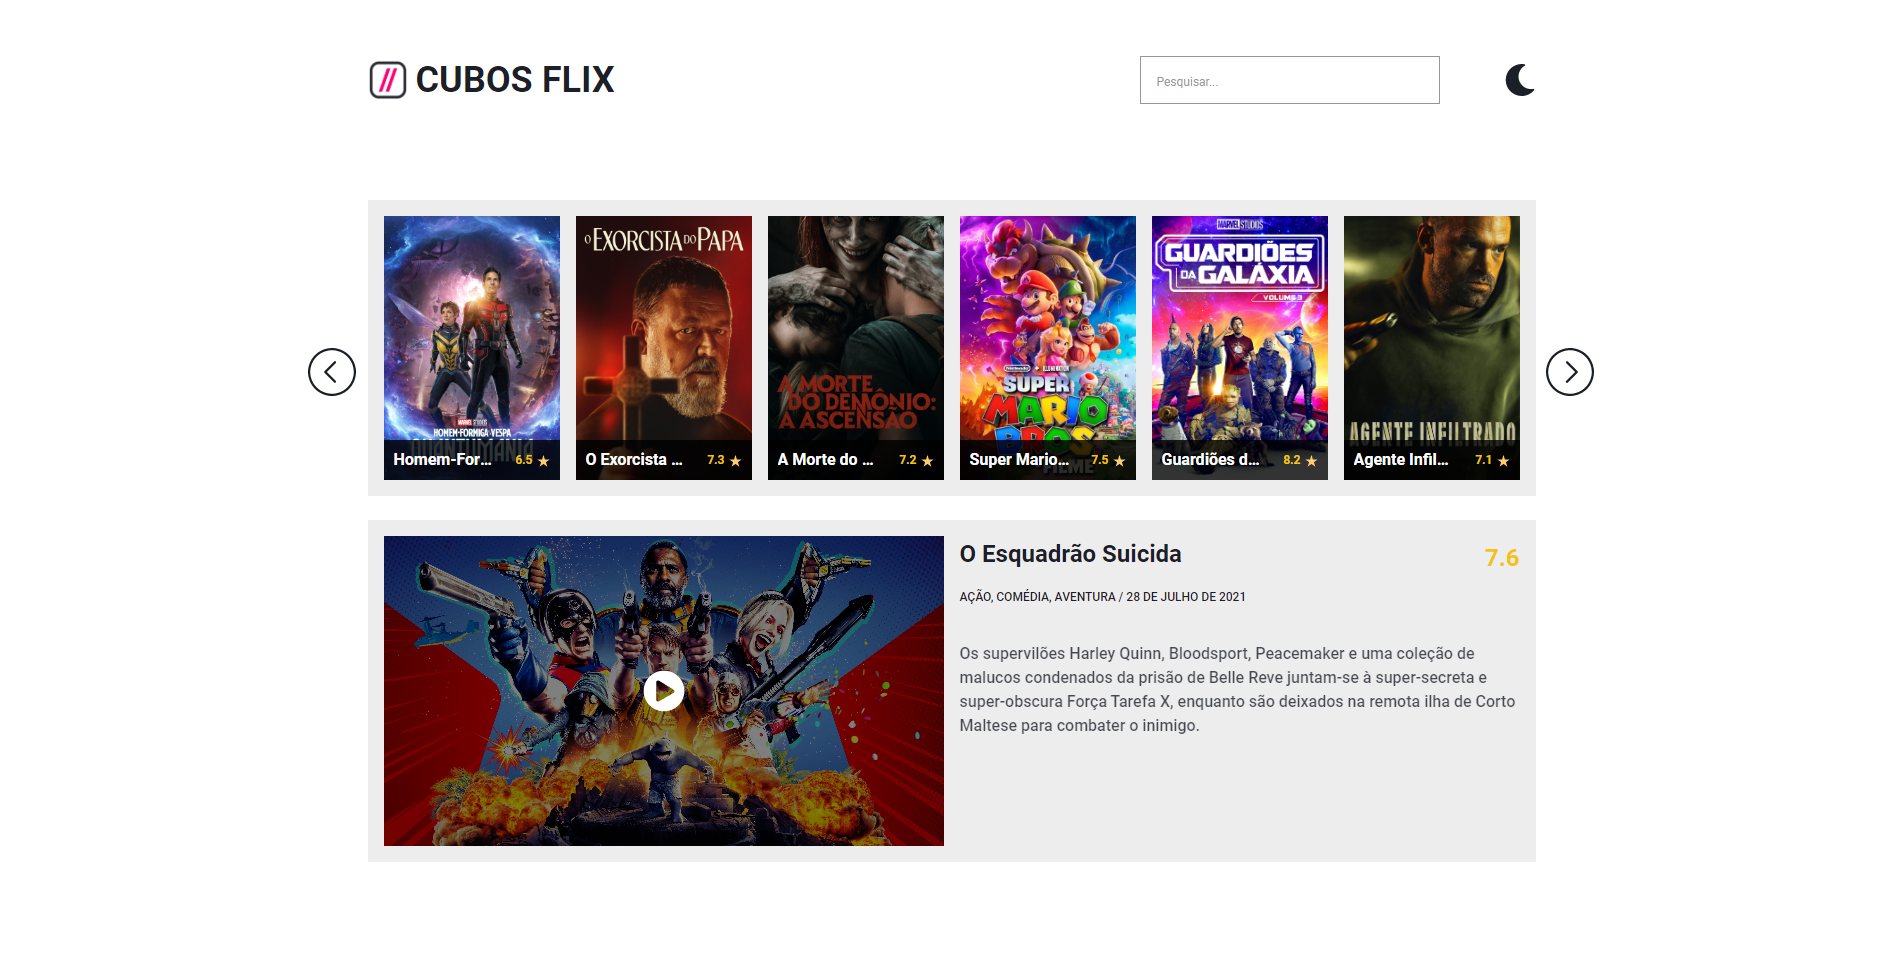 CUBOS FLIX
Pesquisar...
MARVEL STUDIOS
HOMEM-FORMIGA VESPA
QUANTUMANIA
Homem-For... 6.5
O EXORCISTA DO PAPA
O Exorcista ... 7.3
A MORTE
DO DEMÔNIO:
A ASCENSÃO
A Morte do ... 7.2
Nintendo ILLUMINATION
SUPER
MARIO
BROS
FILME
Super Mario... 7.5
MARVEL STUDIOS
GUARDIÕES
DA GALÁXIA
VOLUME 3
Guardiões d... 8.2
AGENTE INFILTRADO
Agente Infil... 7.1
O Esquadrão Suicida
7.6
AÇÃO, COMÉDIA, AVENTURA / 28 DE JULHO DE 2021
Os supervilões Harley Quinn, Bloodsport, Peacemaker e uma coleção de
malucos condenados da prisão de Belle Reve juntam-se à super-secreta e
super-obscura Força Tarefa X, enquanto são deixados na remota ilha de Corto
Maltese para combater o inimigo.